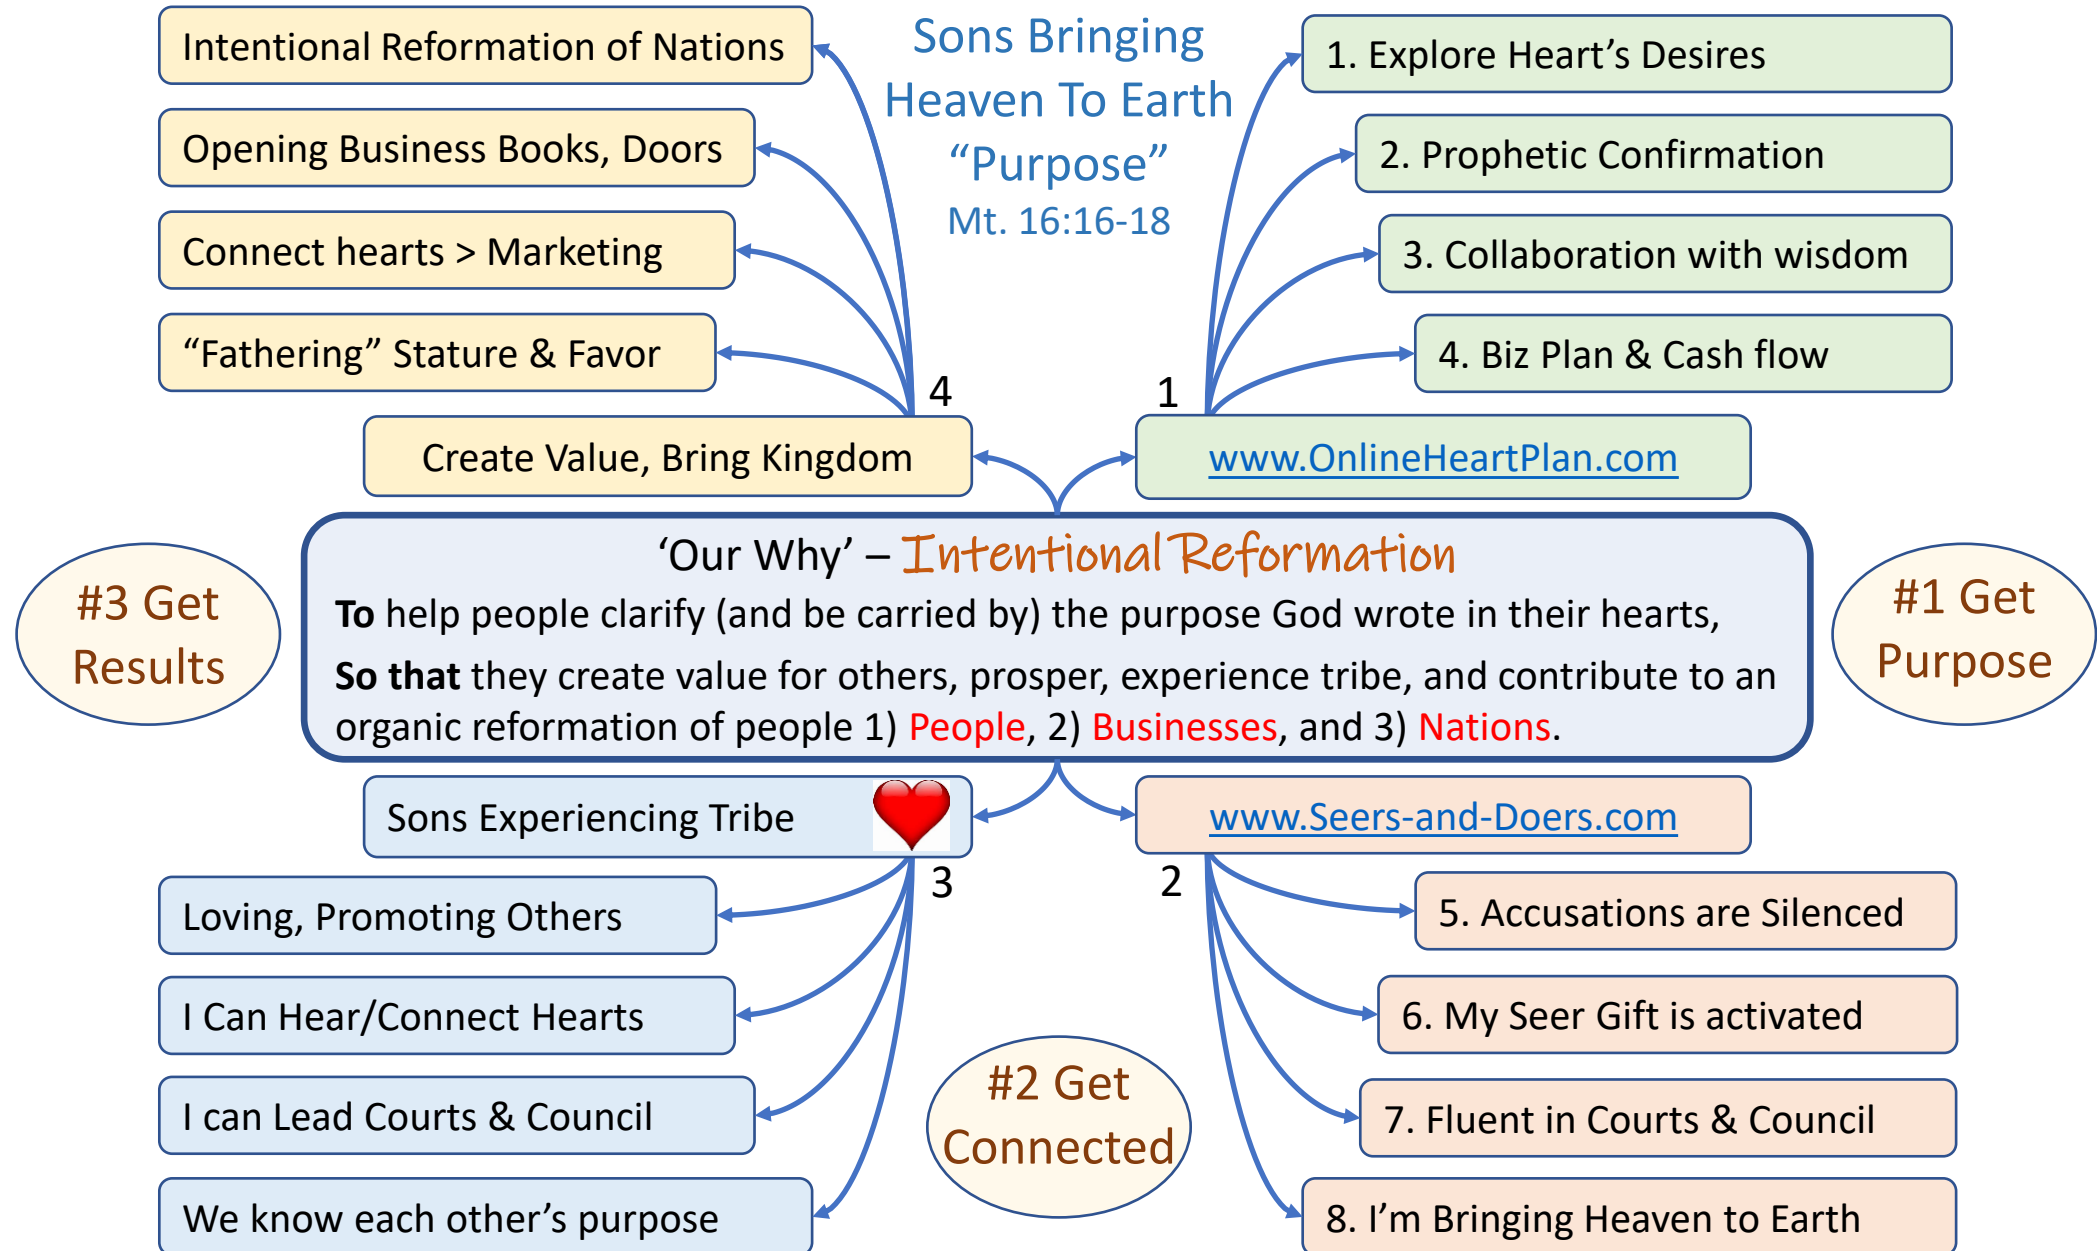 Sons Bringing
Heaven To Earth
“Purpose”
Mt. 16:16-18
Intentional Reformation of Nations
Opening Business Books, Doors
Connect hearts > Marketing
“Fathering” Stature & Favor
4
Create Value, Bring Kingdom
1. Explore Heart’s Desires
2. Prophetic Confirmation
3. Collaboration with wisdom
4. Biz Plan & Cash flow
1
www.OnlineHeartPlan.com
#3 Get
Results
‘Our Why’ – Intentional Reformation
To help people clarify (and be carried by) the purpose God wrote in their hearts,
So that they create value for others, prosper, experience tribe, and contribute to an
organic reformation of people 1) People, 2) Businesses, and 3) Nations.
#1 Get
Purpose
Sons Experiencing Tribe
3
Loving, Promoting Others
I Can Hear/Connect Hearts
I can Lead Courts & Council
We know each other’s purpose
#2 Get
Connected
www.Seers-and-Doers.com
2
5. Accusations are Silenced
6. My Seer Gift is activated
7. Fluent in Courts & Council
8. I’m Bringing Heaven to Earth